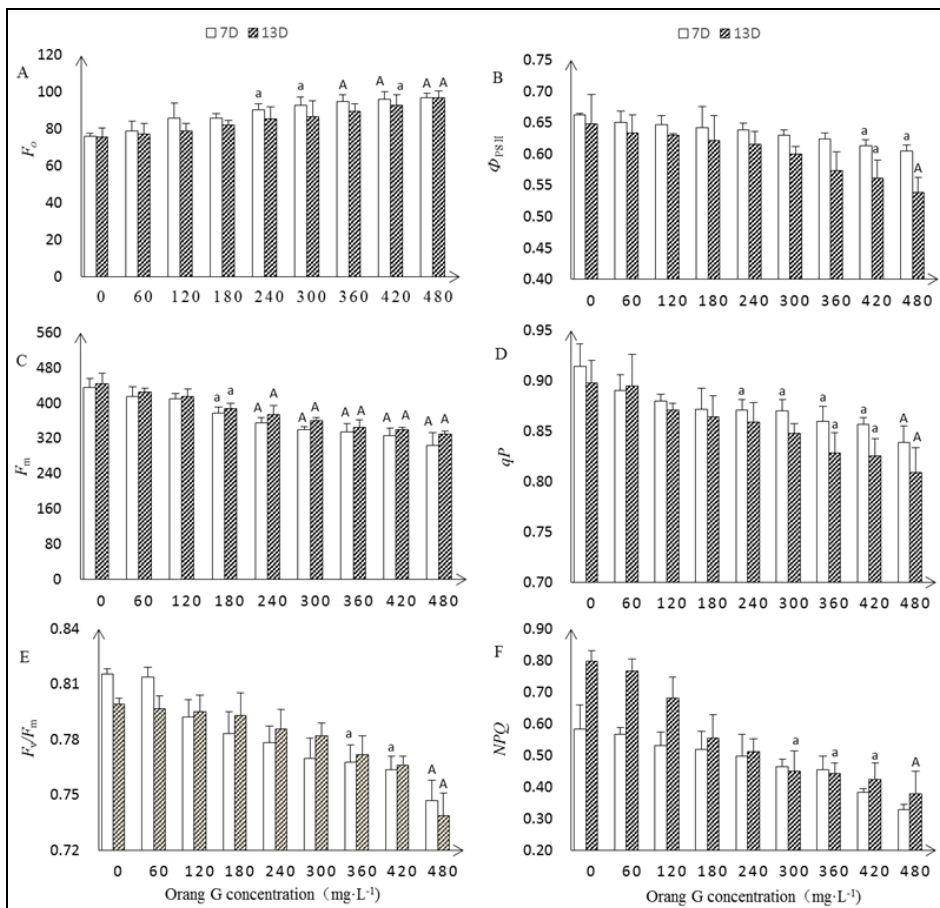 7D 13D
A
Fo
120
100
80
60
40
20
0
a a A A a A A
0 60 120 180 240 300 360 420 480
7D 13D
B
ΦPSⅡ
0.75
0.70
0.65
0.60
0.55
0.50
0.45
0.40
a a a A
0 60 120 180 240 300 360 420 480
C
Fm
560
480
400
320
240
160
80
0
a a A A A A A A A A A A
0 60 120 180 240 300 360 420 480
D
qP
0.95
0.90
0.85
0.80
0.75
0.70
a a a a a a A A
0 60 120 180 240 300 360 420 480
E
Fv/Fm
0.84
0.81
0.78
0.75
0.72
a a A A
0 60 120 180 240 300 360 420 480
Orang G concentration（mg·L-1）
F
NPQ
0.90
0.80
0.70
0.60
0.50
0.40
0.30
0.20
a a a A
0 60 120 180 240 300 360 420 480
Orang G concentration（mg·L-1）